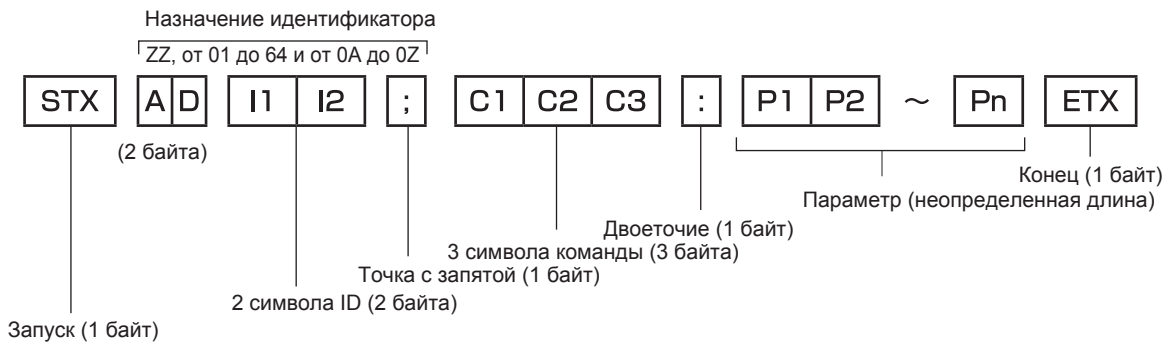 Назначение идентификатора
ZZ, от 01 до 64 и от 0A до 0Z
STX A D I1 I2 ; C1 C2 C3 : P1 P2 ~ Pn ETX
(2 байта)
Конец (1 байт)
Параметр (неопределенная длина)
Двоеточие (1 байт)
3 символа команды (3 байта)
Точка с запятой (1 байт)
2 символа ID (2 байта)
Запуск (1 байт)